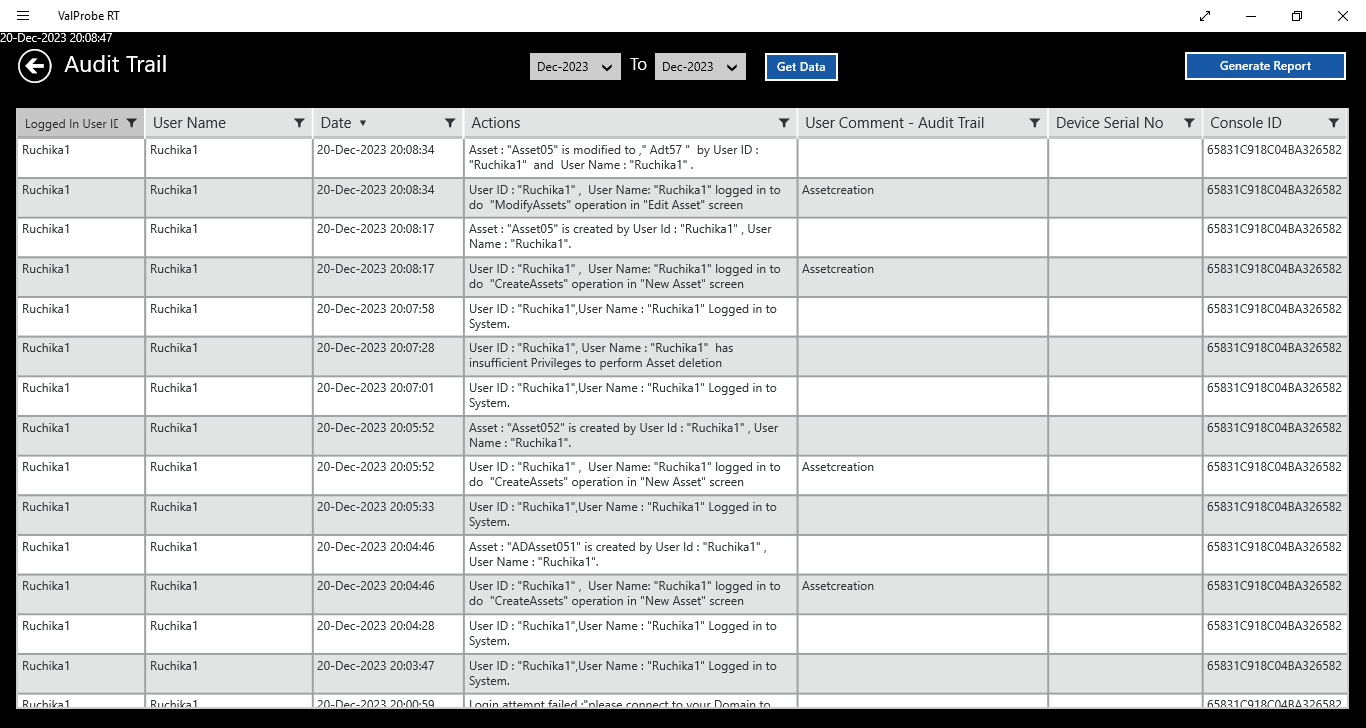 ValProbe RT
20-Dec-2023 20:08:47
Audit Trail
Dec-2023 To Dec-2023 Get Data Generate Report
Logged In User ID User Name Date Actions User Comment - Audit Trail Device Serial No Console ID
Ruchika1 Ruchika1 20-Dec-2023 20:08:34 Asset : "Asset05" is modified to ," Adt57 " by User ID : 65831C918C04BA326582
"Ruchika1" and User Name : "Ruchika1" .
Ruchika1 Ruchika1 20-Dec-2023 20:08:34 User ID : "Ruchika1" , User Name: "Ruchika1" logged in to Assetcreation 65831C918C04BA326582
do "ModifyAssets" operation in "Edit Asset" screen
Ruchika1 Ruchika1 20-Dec-2023 20:08:17 Asset : "Asset05" is created by User Id : "Ruchika1" , User 65831C918C04BA326582
Name : "Ruchika1".
Ruchika1 Ruchika1 20-Dec-2023 20:08:17 User ID : "Ruchika1" , User Name: "Ruchika1" logged in to Assetcreation 65831C918C04BA326582
do "CreateAssets" operation in "New Asset" screen
Ruchika1 Ruchika1 20-Dec-2023 20:07:58 User ID : "Ruchika1",User Name : "Ruchika1" Logged in to 65831C918C04BA326582
System.
Ruchika1 Ruchika1 20-Dec-2023 20:07:28 User ID : "Ruchika1", User Name : "Ruchika1" has 65831C918C04BA326582
insufficient Privileges to perform Asset deletion
Ruchika1 Ruchika1 20-Dec-2023 20:07:01 User ID : "Ruchika1",User Name : "Ruchika1" Logged in to 65831C918C04BA326582
System.
Ruchika1 Ruchika1 20-Dec-2023 20:05:52 Asset : "Asset052" is created by User Id : "Ruchika1" , User 65831C918C04BA326582
Name : "Ruchika1".
Ruchika1 Ruchika1 20-Dec-2023 20:05:52 User ID : "Ruchika1" , User Name: "Ruchika1" logged in to Assetcreation 65831C918C04BA326582
do "CreateAssets" operation in "New Asset" screen
Ruchika1 Ruchika1 20-Dec-2023 20:05:33 User ID : "Ruchika1",User Name : "Ruchika1" Logged in to 65831C918C04BA326582
System.
Ruchika1 Ruchika1 20-Dec-2023 20:04:46 Asset : "ADAsset051" is created by User Id : "Ruchika1" , 65831C918C04BA326582
User Name : "Ruchika1".
Ruchika1 Ruchika1 20-Dec-2023 20:04:46 User ID : "Ruchika1" , User Name: "Ruchika1" logged in to Assetcreation 65831C918C04BA326582
do "CreateAssets" operation in "New Asset" screen
Ruchika1 Ruchika1 20-Dec-2023 20:04:28 User ID : "Ruchika1",User Name : "Ruchika1" Logged in to 65831C918C04BA326582
System.
Ruchika1 Ruchika1 20-Dec-2023 20:03:47 User ID : "Ruchika1",User Name : "Ruchika1" Logged in to 65831C918C04BA326582
System.
Ruchika1 Ruchika1 20-Dec-2023 20:00:59 Login attempt failed :"please connect to your Domain to 65831C918C04BA326582